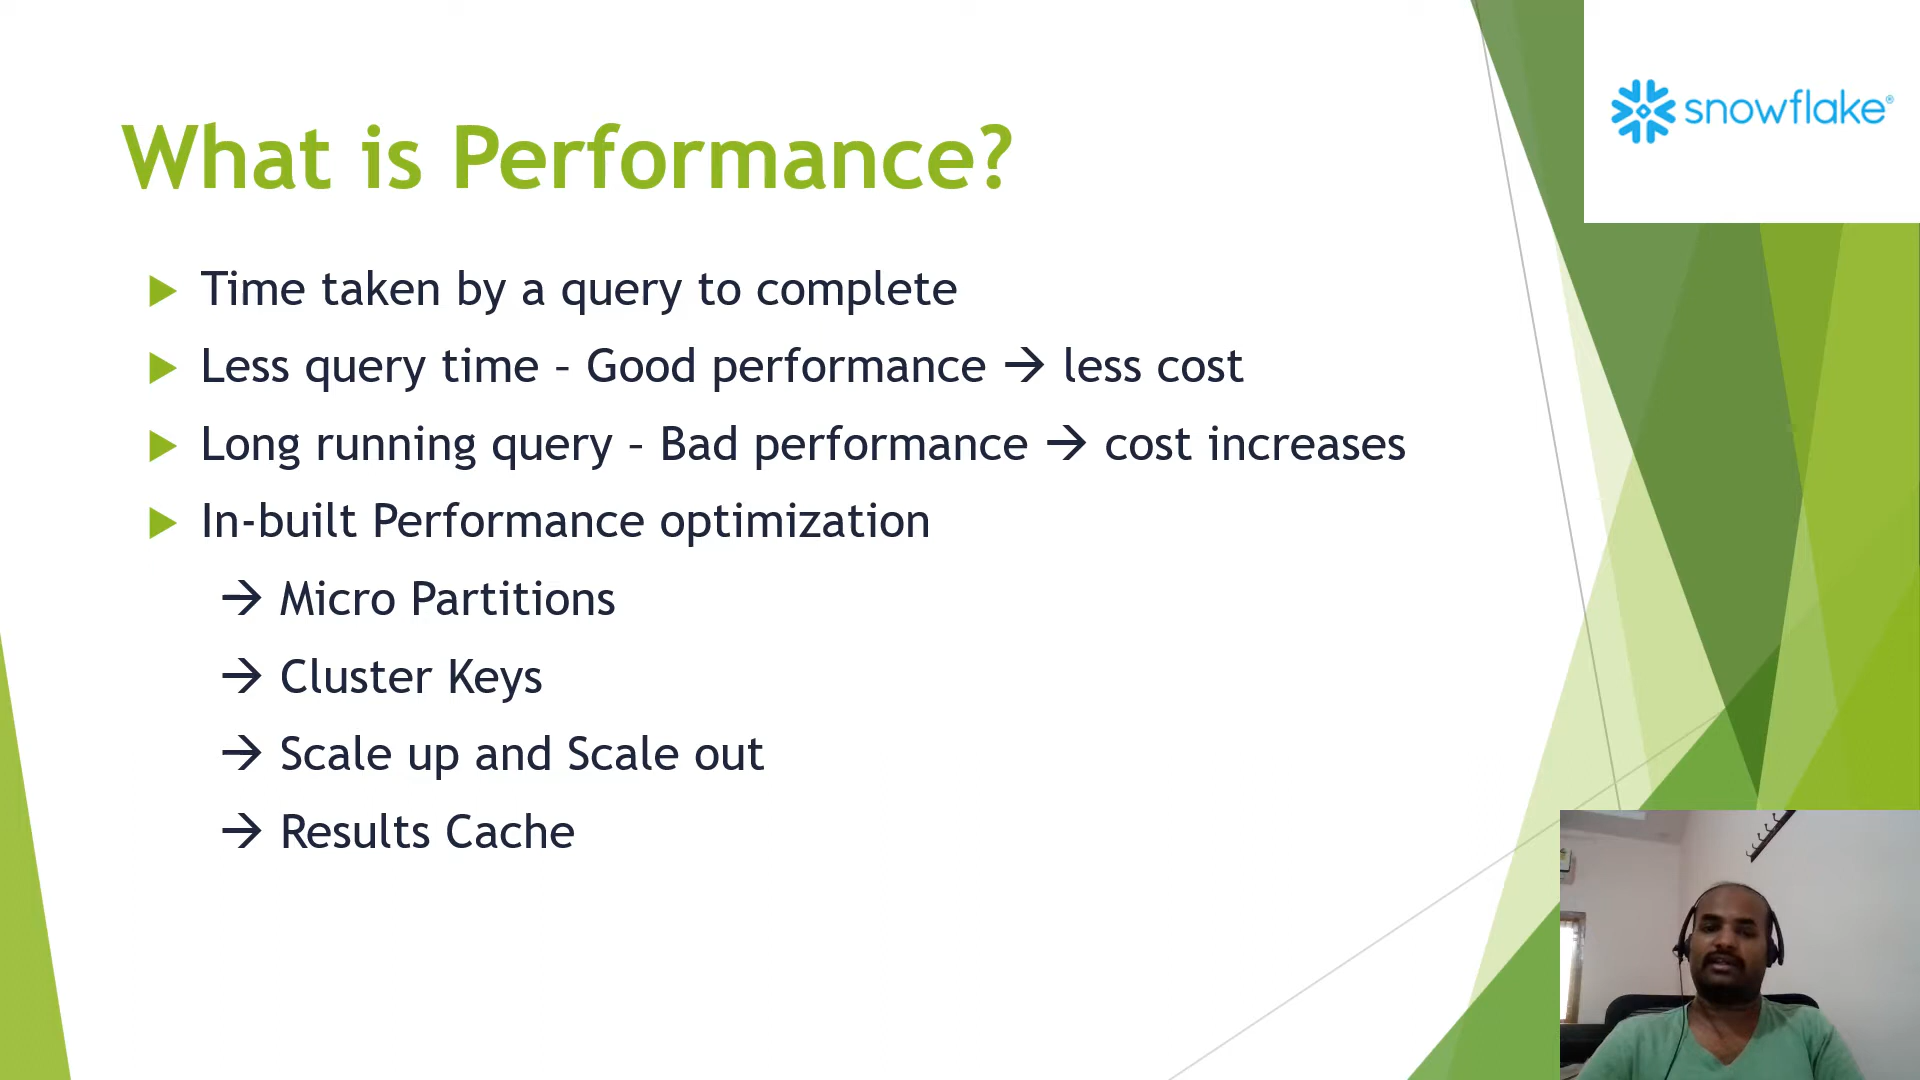 snowflake®
What is Performance?
▶ Time taken by a query to complete
▶ Less query time – Good performance → less cost
▶ Long running query – Bad performance → cost increases
▶ In-built Performance optimization
→ Micro Partitions
→ Cluster Keys
→ Scale up and Scale out
→ Results Cache